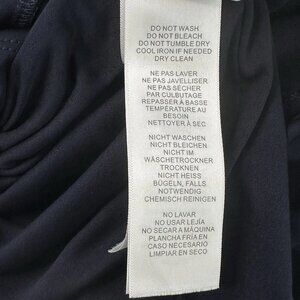 DO NOT WASH
DO NOT BLEACH
DO NOT TUMBLE DRY
COOL IRON IF NEEDED
DRY CLEAN
NE PAS LAVER
NE PAS JAVELLISER
NE PAS SÉCHER
PAR CULBUTAGE
REPASSER À BASSE
TEMPÉRATURE AU
BESOIN
NETTOYER À SEC
NICHT WASCHEN
NICHT BLEICHEN
NICHT IM
WÄSCHETROCKNER
TROCKNEN
NICHT HEISS
BÜGELN, FALLS
NOTWENDIG
CHEMISCH REINIGEN
NO LAVAR
NO USAR LEJÍA
NO SECAR A MÁQUINA
PLANCHA FRÍA EN
CASO NECESARIO
LIMPIAR EN SECO